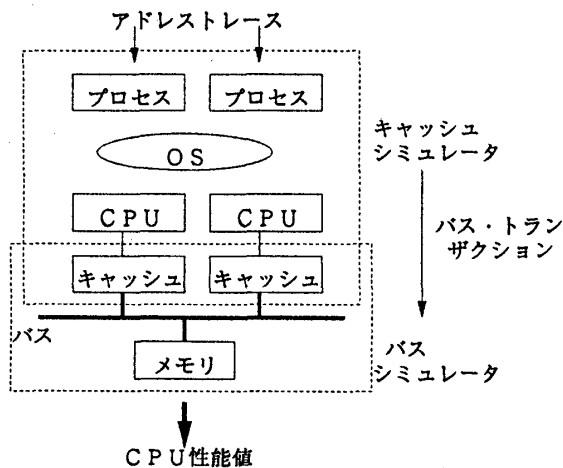 アドレストレース
プロセス
プロセス
OS
キャッシュ
シミュレータ
CPU
CPU
バス・トラン
ザクション
キャッシュ
キャッシュ
バス
メモリ
バス
シミュレータ
CPU性能値